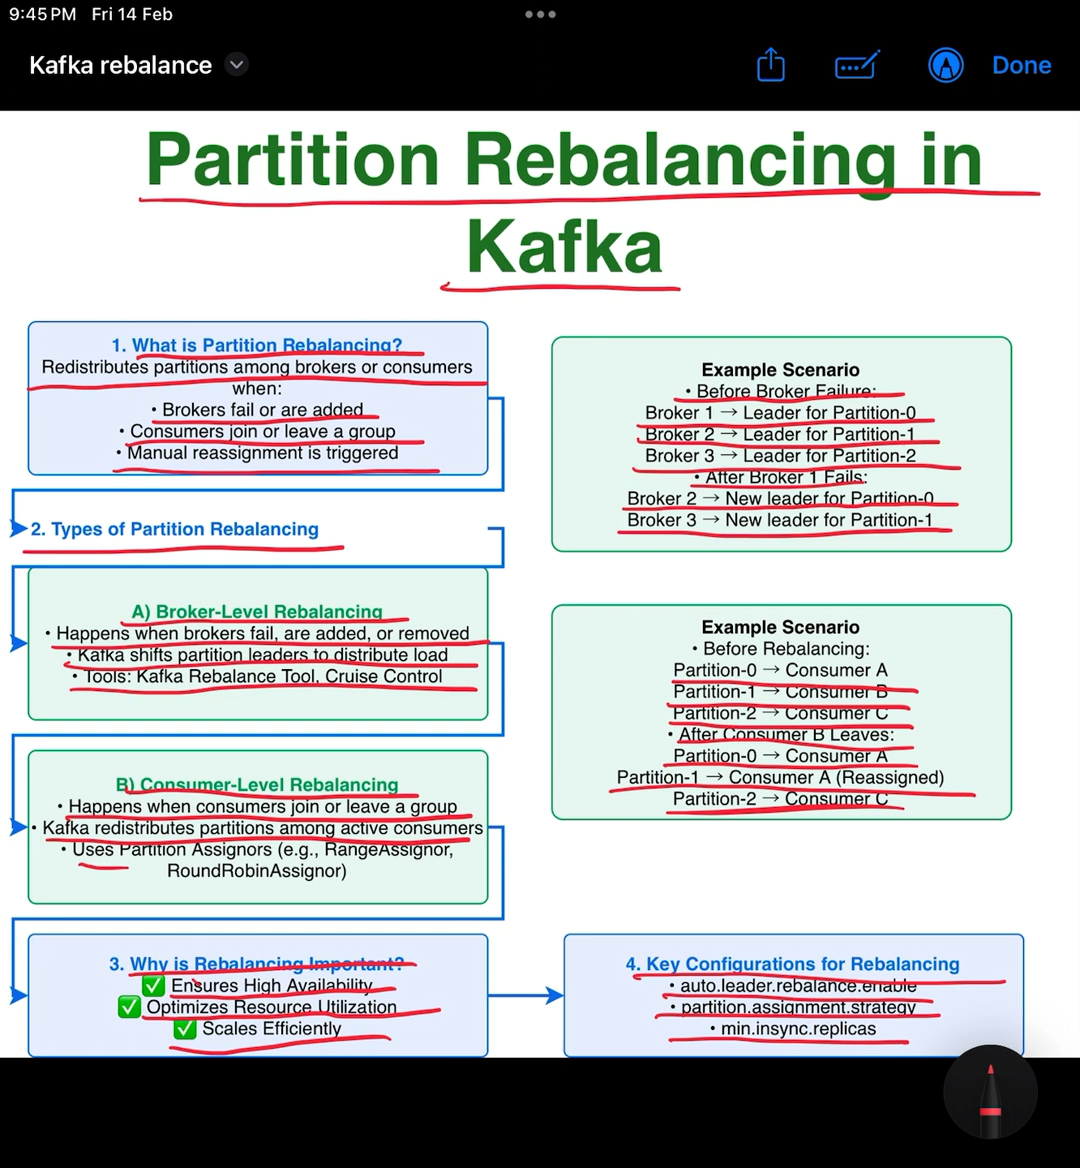 9:45 PM Fri 14 Feb
Kafka rebalance
Done
Partition Rebalancing in
Kafka
1. What is Partition Rebalancing?
Redistributes partitions among brokers or consumers
when:
• Brokers fail or are added
• Consumers join or leave a group
• Manual reassignment is triggered
2. Types of Partition Rebalancing
A) Broker-Level Rebalancing
• Happens when brokers fail, are added, or removed
• Kafka shifts partition leaders to distribute load
• Tools: Kafka Rebalance Tool, Cruise Control
B) Consumer-Level Rebalancing
• Happens when consumers join or leave a group
• Kafka redistributes partitions among active consumers
• Uses Partition Assignors (e.g., RangeAssignor,
RoundRobinAssignor)
3. Why is Rebalancing Important?
✅ Ensures High Availability
✅ Optimizes Resource Utilization
✅ Scales Efficiently
Example Scenario
• Before Broker Failure:
Broker 1 → Leader for Partition-0
Broker 2 → Leader for Partition-1
Broker 3 → Leader for Partition-2
• After Broker 1 Fails:
Broker 2 → New leader for Partition-0
Broker 3 → New leader for Partition-1
Example Scenario
• Before Rebalancing:
Partition-0 → Consumer A
Partition-1 → Consumer B
Partition-2 → Consumer C
• After Consumer B Leaves:
Partition-0 → Consumer A
Partition-1 → Consumer A (Reassigned)
Partition-2 → Consumer C
4. Key Configurations for Rebalancing
• auto.leader.rebalance.enable
• partition.assignment.strategy
• min.insync.replicas